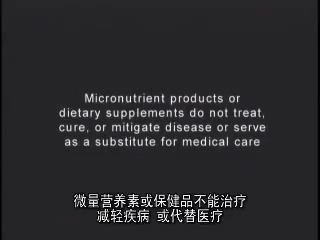 Micronutrient products or
dietary supplements do not treat,
cure, or mitigate disease or serve
as a substitute for medical care
微量营养素或保健品不能治疗
减轻疾病 或代替医疗